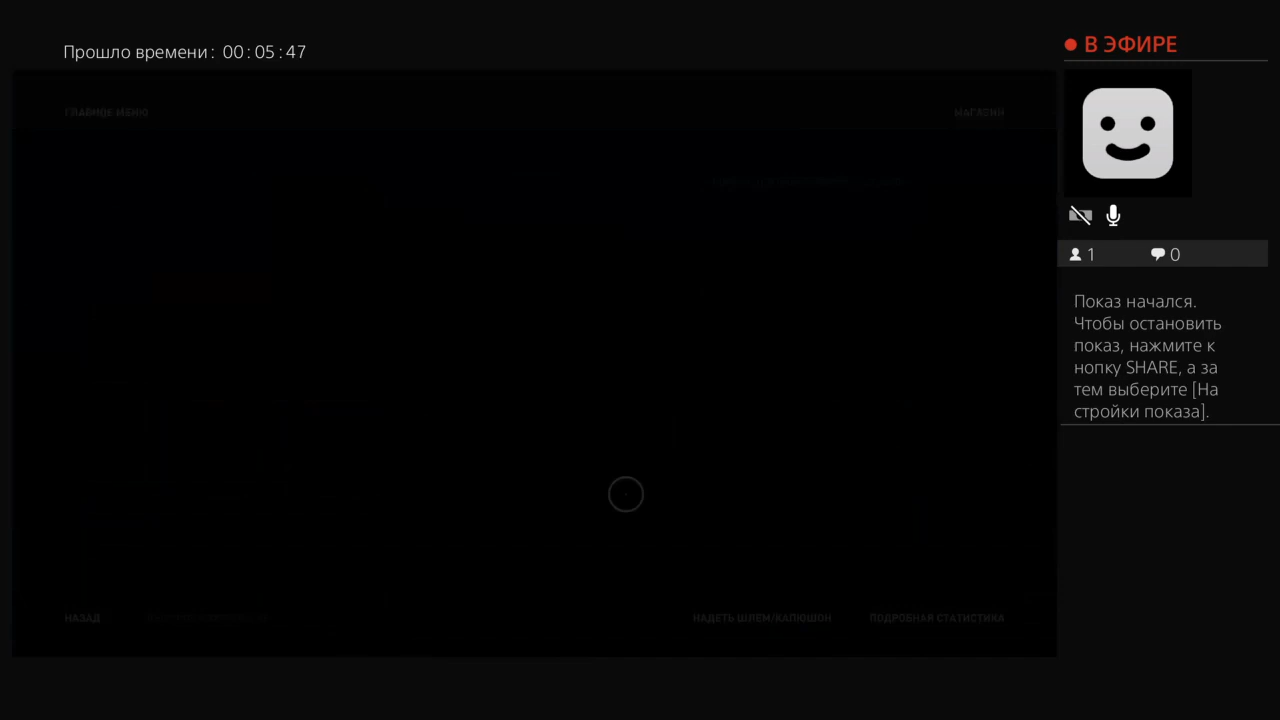 Прошло времени: 00:05:47
В ЭФИРЕ
ГЛАВНОЕ МЕНЮ
МАГАЗИН
1
0
Показ начался.
Чтобы остановить
показ, нажмите к
нопку SHARE, а за
тем выберите [На
стройки показа].
НАЗАД
НАДЕТЬ ШЛЕМ/КАПЮШОН
ПОДРОБНАЯ СТАТИСТИКА